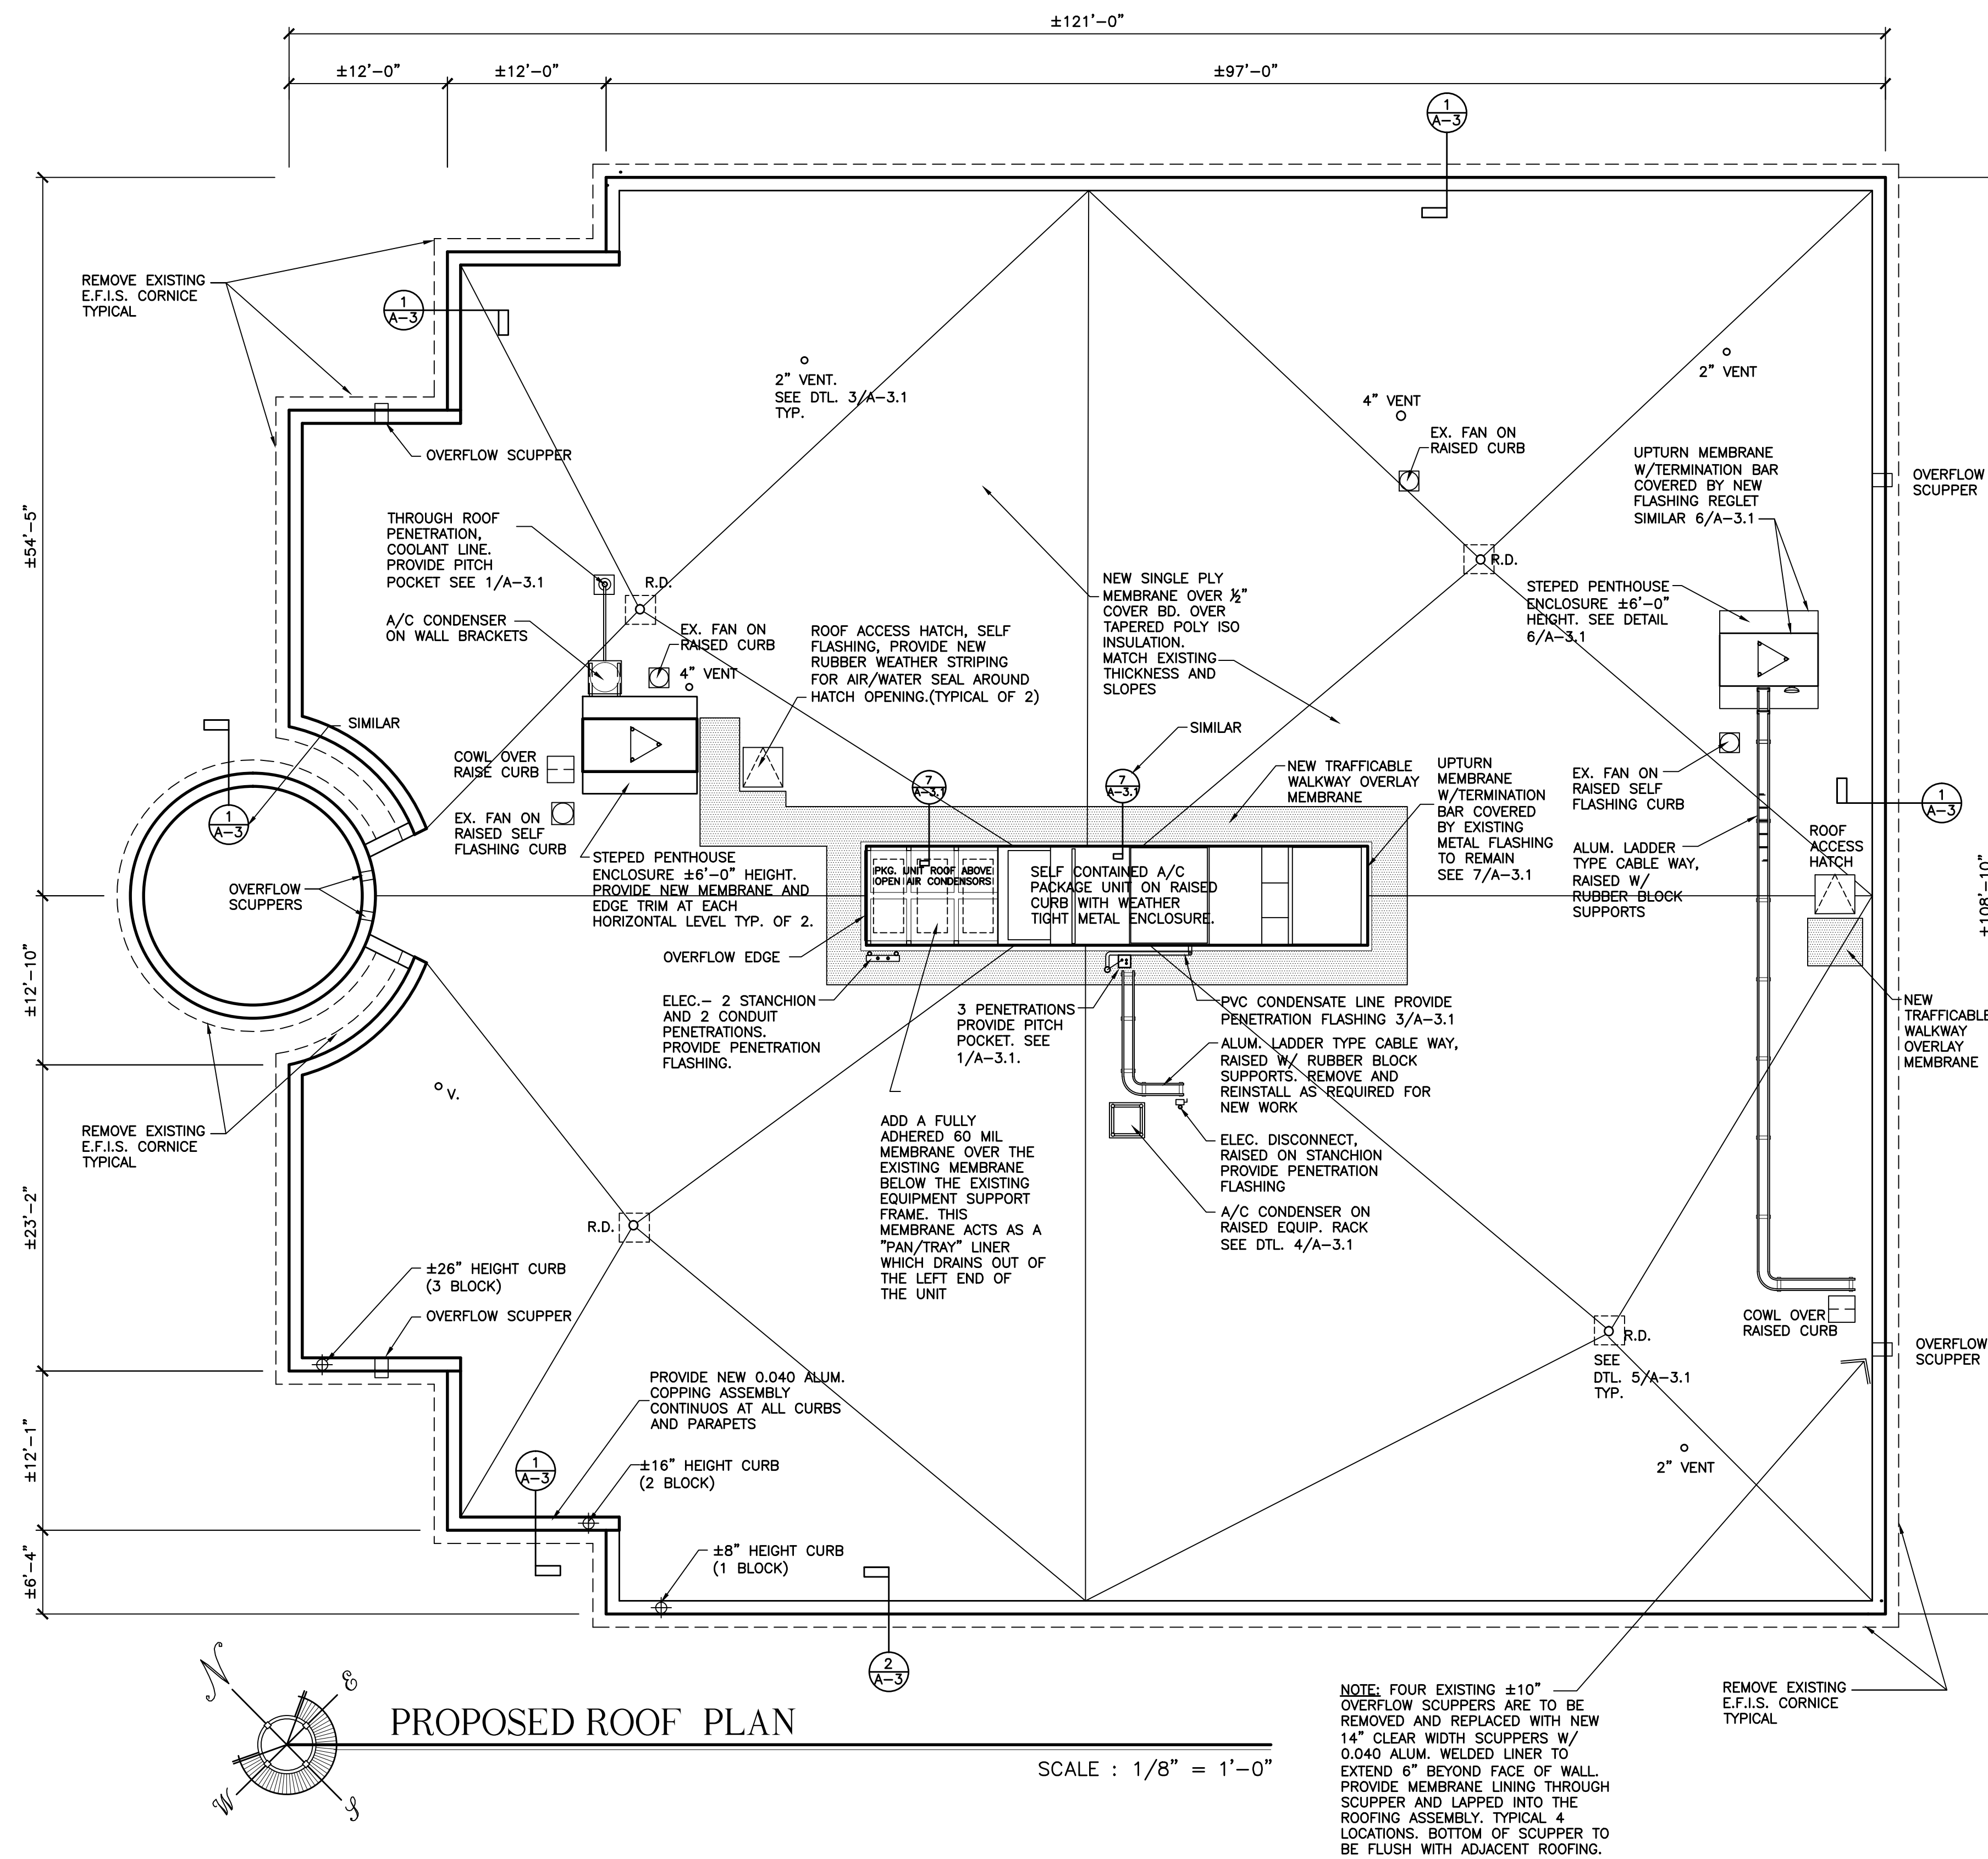 ±121'-0"
±12'-0"
±12'-0"
±97'-0"
1
A-3
REMOVE EXISTING
E.F.I.S. CORNICE
TYPICAL
1
A-3
2" VENT.
SEE DTL. 3/A-3.1
TYP.
2" VENT
4" VENT
EX. FAN ON
RAISED CURB
OVERFLOW SCUPPER
UPTURN MEMBRANE
W/TERMINATION BAR
COVERED BY NEW
FLASHING REGLET
SIMILAR 6/A-3.1
OVERFLOW
SCUPPER
±54'-5"
THROUGH ROOF
PENETRATION,
COOLANT LINE.
PROVIDE PITCH
POCKET SEE 1/A-3.1
R.D.
R.D.
A/C CONDENSER
ON WALL BRACKETS
EX. FAN ON
RAISED CURB
4" VENT
ROOF ACCESS HATCH, SELF
FLASHING, PROVIDE NEW
RUBBER WEATHER STRIPING
FOR AIR/WATER SEAL AROUND
HATCH OPENING.(TYPICAL OF 2)
NEW SINGLE PLY
MEMBRANE OVER ½"
COVER BD. OVER
TAPERED POLY ISO
INSULATION.
MATCH EXISTING
THICKNESS AND
SLOPES
STEPED PENTHOUSE
ENCLOSURE ±6'-0"
HEIGHT. SEE DETAIL
6/A-3.1
SIMILAR
SIMILAR
COWL OVER
RAISE CURB
7
A-3.1
7
A-3.1
NEW TRAFFICABLE
WALKWAY OVERLAY
MEMBRANE
UPTURN
MEMBRANE
W/TERMINATION
BAR COVERED
BY EXISTING
METAL FLASHING
TO REMAIN
SEE 7/A-3.1
EX. FAN ON
RAISED SELF
FLASHING CURB
1
A-3
1
A-3
EX. FAN ON
RAISED SELF
FLASHING CURB
ALUM. LADDER
TYPE CABLE WAY,
RAISED W/
RUBBER BLOCK
SUPPORTS
ROOF
ACCESS
HATCH
±108'-10"
STEPED PENTHOUSE
ENCLOSURE ±6'-0" HEIGHT.
PROVIDE NEW MEMBRANE AND
EDGE TRIM AT EACH
HORIZONTAL LEVEL TYP. OF 2.
OVERFLOW
SCUPPERS
PKG. UNIT ROOF ABOVE
OPEN AIR CONDENSORS
SELF CONTAINED A/C
PACKAGE UNIT ON RAISED
CURB WITH WEATHER
TIGHT METAL ENCLOSURE.
OVERFLOW EDGE
±12'-10"
ELEC.- 2 STANCHION
AND 2 CONDUIT
PENETRATIONS.
PROVIDE PENETRATION
FLASHING.
3 PENETRATIONS
PROVIDE PITCH
POCKET. SEE
1/A-3.1.
PVC CONDENSATE LINE PROVIDE
PENETRATION FLASHING 3/A-3.1
ALUM. LADDER TYPE CABLE WAY,
RAISED W/ RUBBER BLOCK
SUPPORTS. REMOVE AND
REINSTALL AS REQUIRED FOR
NEW WORK
NEW
TRAFFICABLE
WALKWAY
OVERLAY
MEMBRANE
V.
REMOVE EXISTING
E.F.I.S. CORNICE
TYPICAL
ADD A FULLY
ADHERED 60 MIL
MEMBRANE OVER THE
EXISTING MEMBRANE
BELOW THE EXISTING
EQUIPMENT SUPPORT
FRAME. THIS
MEMBRANE ACTS AS A
"PAN/TRAY" LINER
WHICH DRAINS OUT OF
THE LEFT END OF
THE UNIT
ELEC. DISCONNECT,
RAISED ON STANCHION
PROVIDE PENETRATION
FLASHING
A/C CONDENSER ON
RAISED EQUIP. RACK
SEE DTL. 4/A-3.1
±23'-2"
R.D.
±26" HEIGHT CURB
(3 BLOCK)
OVERFLOW SCUPPER
COWL OVER
RAISED CURB
R.D.
SEE
DTL. 5/A-3.1
TYP.
OVERFLOW
SCUPPER
PROVIDE NEW 0.040 ALUM.
COPPING ASSEMBLY
CONTINUOS AT ALL CURBS
AND PARAPETS
±12'-1"
1
A-3
±16" HEIGHT CURB
(2 BLOCK)
2" VENT
±6'-4"
±8" HEIGHT CURB
(1 BLOCK)
2
A-3
N
E
W
S
PROPOSED ROOF PLAN
SCALE : 1/8" = 1'-0"
NOTE: FOUR EXISTING ±10"
OVERFLOW SCUPPERS ARE TO BE
REMOVED AND REPLACED WITH NEW
14" CLEAR WIDTH SCUPPERS W/
0.040 ALUM. WELDED LINER TO
EXTEND 6" BEYOND FACE OF WALL.
PROVIDE MEMBRANE LINING THROUGH
SCUPPER AND LAPPED INTO THE
ROOFING ASSEMBLY. TYPICAL 4
LOCATIONS. BOTTOM OF SCUPPER TO
BE FLUSH WITH ADJACENT ROOFING.
REMOVE EXISTING
E.F.I.S. CORNICE
TYPICAL